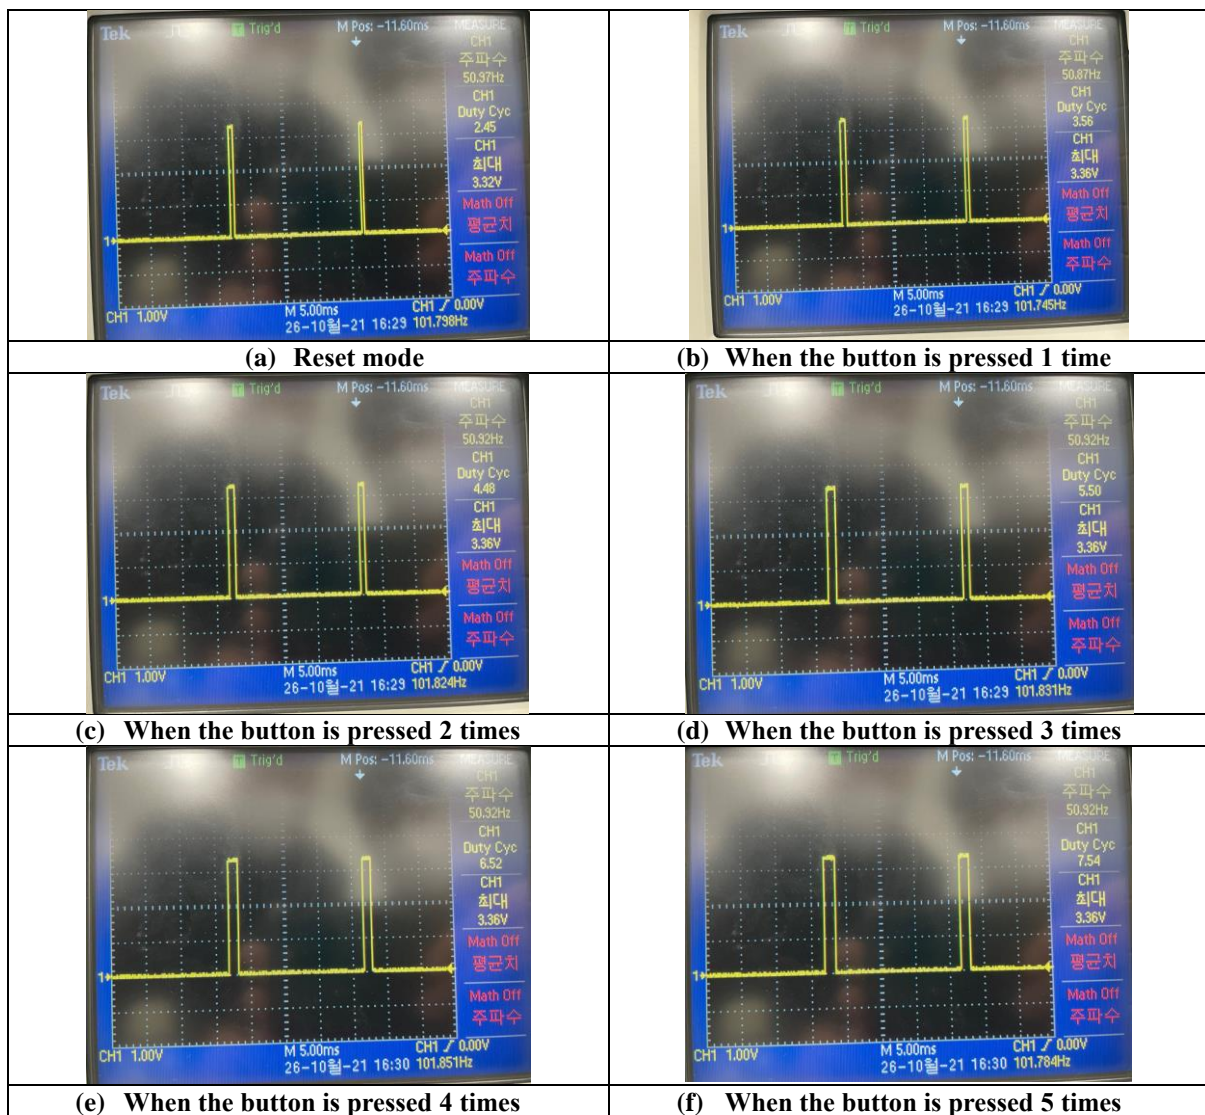 Tek
Trig'd
M Pos: -11.60ms
MEASURE
CH1
주파수
50.97Hz
CH1
Duty Cyc
2.45
CH1
최대
3.32V
Math Off
평균치
Math Off
주파수
1
CH1 1.00V
M 5.00ms
CH1 0.00V
26-10월-21 16:29
101.798Hz
(a) Reset mode
Tek
Trig'd
M Pos: -11.60ms
MEASURE
CH1
주파수
50.87Hz
CH1
Duty Cyc
3.56
CH1
최대
3.36V
Math Off
평균치
Math Off
주파수
1
CH1 1.00V
M 5.00ms
CH1 0.00V
26-10월-21 16:29
101.745Hz
(b) When the button is pressed 1 time
Tek
Trig'd
M Pos: -11.60ms
MEASURE
CH1
주파수
50.92Hz
CH1
Duty Cyc
4.48
CH1
최대
3.36V
Math Off
평균치
Math Off
주파수
1
CH1 1.00V
M 5.00ms
CH1 0.00V
26-10월-21 16:29
101.824Hz
(c) When the button is pressed 2 times
Tek
Trig'd
M Pos: -11.60ms
MEASURE
CH1
주파수
50.92Hz
CH1
Duty Cyc
5.50
CH1
최대
3.36V
Math Off
평균치
Math Off
주파수
1
CH1 1.00V
M 5.00ms
CH1 0.00V
26-10월-21 16:29
101.831Hz
(d) When the button is pressed 3 times
Tek
Trig'd
M Pos: -11.60ms
MEASURE
CH1
주파수
50.92Hz
CH1
Duty Cyc
6.52
CH1
최대
3.36V
Math Off
평균치
Math Off
주파수
1
CH1 1.00V
M 5.00ms
CH1 0.00V
26-10월-21 16:30
101.851Hz
(e) When the button is pressed 4 times
Tek
Trig'd
M Pos: -11.60ms
MEASURE
CH1
주파수
50.92Hz
CH1
Duty Cyc
7.54
CH1
최대
3.36V
Math Off
평균치
Math Off
주파수
1
CH1 1.00V
M 5.00ms
CH1 0.00V
26-10월-21 16:30
101.784Hz
(f) When the button is pressed 5 times